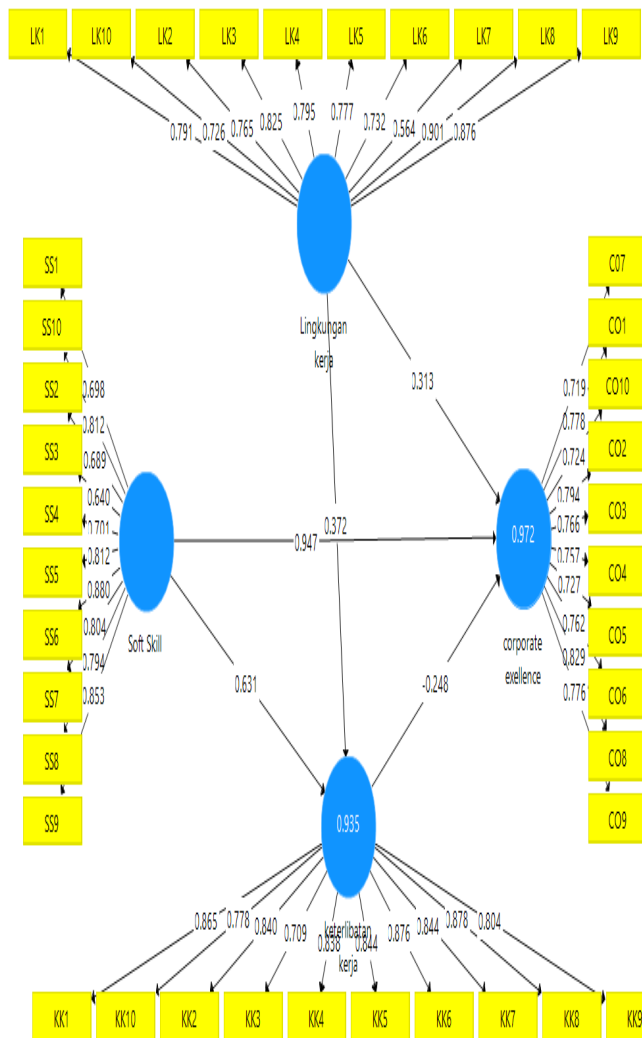 LK1 LK10 LK2 LK3 LK4 LK5 LK6 LK7 LK8 LK9
0.791 0.726 0.765 0.825 0.795 0.777 0.732 0.564 0.901 0.876
Lingkungan
kerja
SS1
SS10
SS2
SS3
SS4
SS5
SS6
SS7
SS8
SS9
0.698
0.812
0.689
0.640
0.701
0.812
0.880
0.804
0.794
0.853
Soft Skill
0.313
0.372
0.947
0.631
-0.248
0.972
corporate
exellence
0.719
0.778
0.724
0.794
0.766
0.757
0.727
0.762
0.829
0.776
C07
CO1
CO10
CO2
CO3
CO4
CO5
CO6
CO8
CO9
0.935
keterlibatan
kerja
0.865 0.778 0.840 0.709 0.838 0.844 0.876 0.844 0.878 0.804
KK1 KK10 KK2 KK3 KK4 KK5 KK6 KK7 KK8 KK9